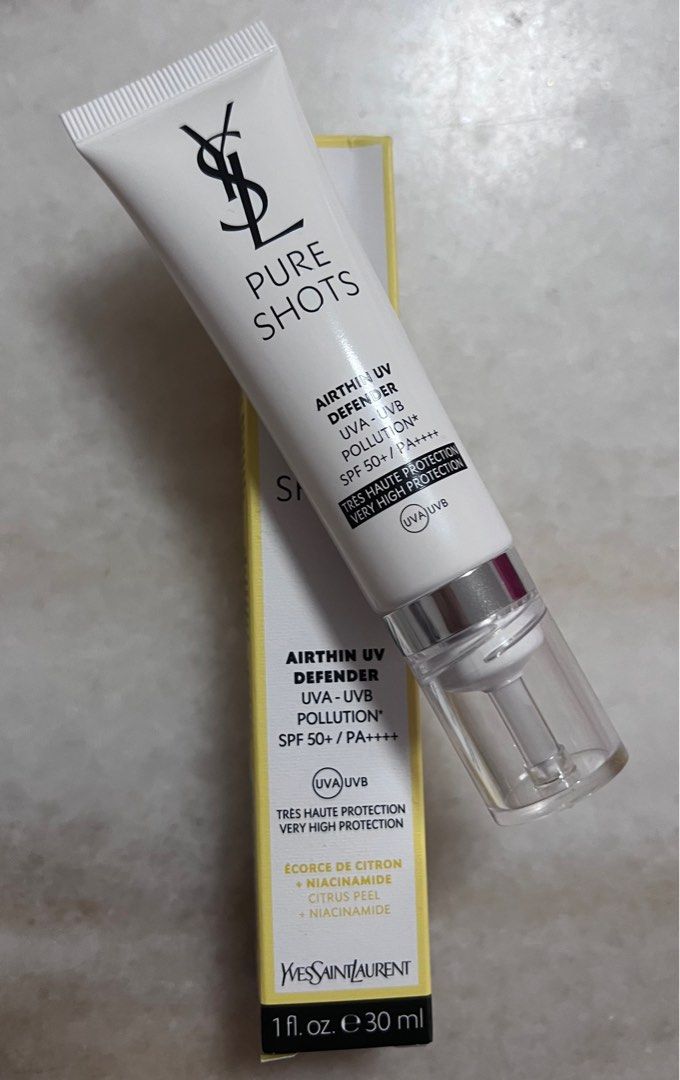 YSL
PURE
SHOTS
AIRTHIN UV
DEFENDER
UVA - UVB
POLLUTION*
SPF 50+ / PA++++
TRÈS HAUTE PROTECTION
VERY HIGH PROTECTION
UVA UVB
SH
AIRTHIN UV
DEFENDER
UVA - UVB
POLLUTION*
SPF 50+ / PA++++
UVA UVB
TRÈS HAUTE PROTECTION
VERY HIGH PROTECTION
ÉCORCE DE CITRON
+ NIACINAMIDE
CITRUS PEEL
+ NIACINAMIDE
YVESSAINTLAURENT
1 fl. oz. ℮ 30 ml